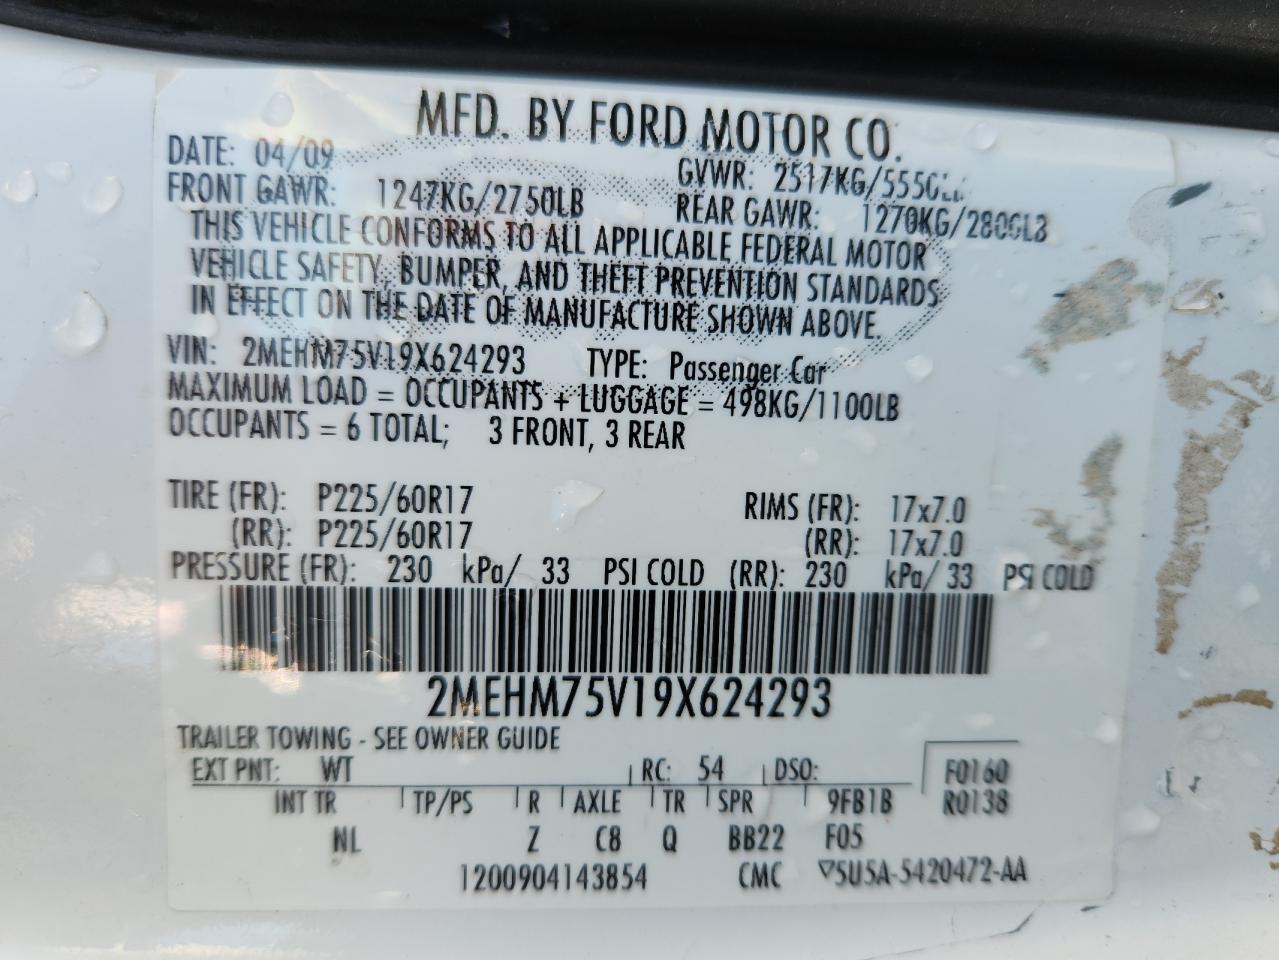 MFD. BY FORD MOTOR CO.
DATE: 04/09
GVWR: 2517KG/5550LB
FRONT GAWR: 1247KG/2750LB
REAR GAWR: 1270KG/2800LB
THIS VEHICLE CONFORMS TO ALL APPLICABLE FEDERAL MOTOR
VEHICLE SAFETY, BUMPER, AND THEFT PREVENTION STANDARDS
IN EFFECT ON THE DATE OF MANUFACTURE SHOWN ABOVE.
VIN: 2MEHM75V19X624293 TYPE: Passenger Car
MAXIMUM LOAD = OCCUPANTS + LUGGAGE = 498KG/1100LB
OCCUPANTS = 6 TOTAL; 3 FRONT, 3 REAR
TIRE (FR): P225/60R17 RIMS (FR): 17x7.0
(RR): P225/60R17 (RR): 17x7.0
PRESSURE (FR): 230 kPa/ 33 PSI COLD (RR): 230 kPa/ 33 PSI COLD
2MEHM75V19X624293
TRAILER TOWING - SEE OWNER GUIDE
EXT PNT: WT RC: 54 DSO: F0160
INT TR TP/PS R AXLE TR SPR 9FB1B R0138
NL Z C8 Q BB22 F05
1200904143854 CMC ▽5U5A-5420472-AA